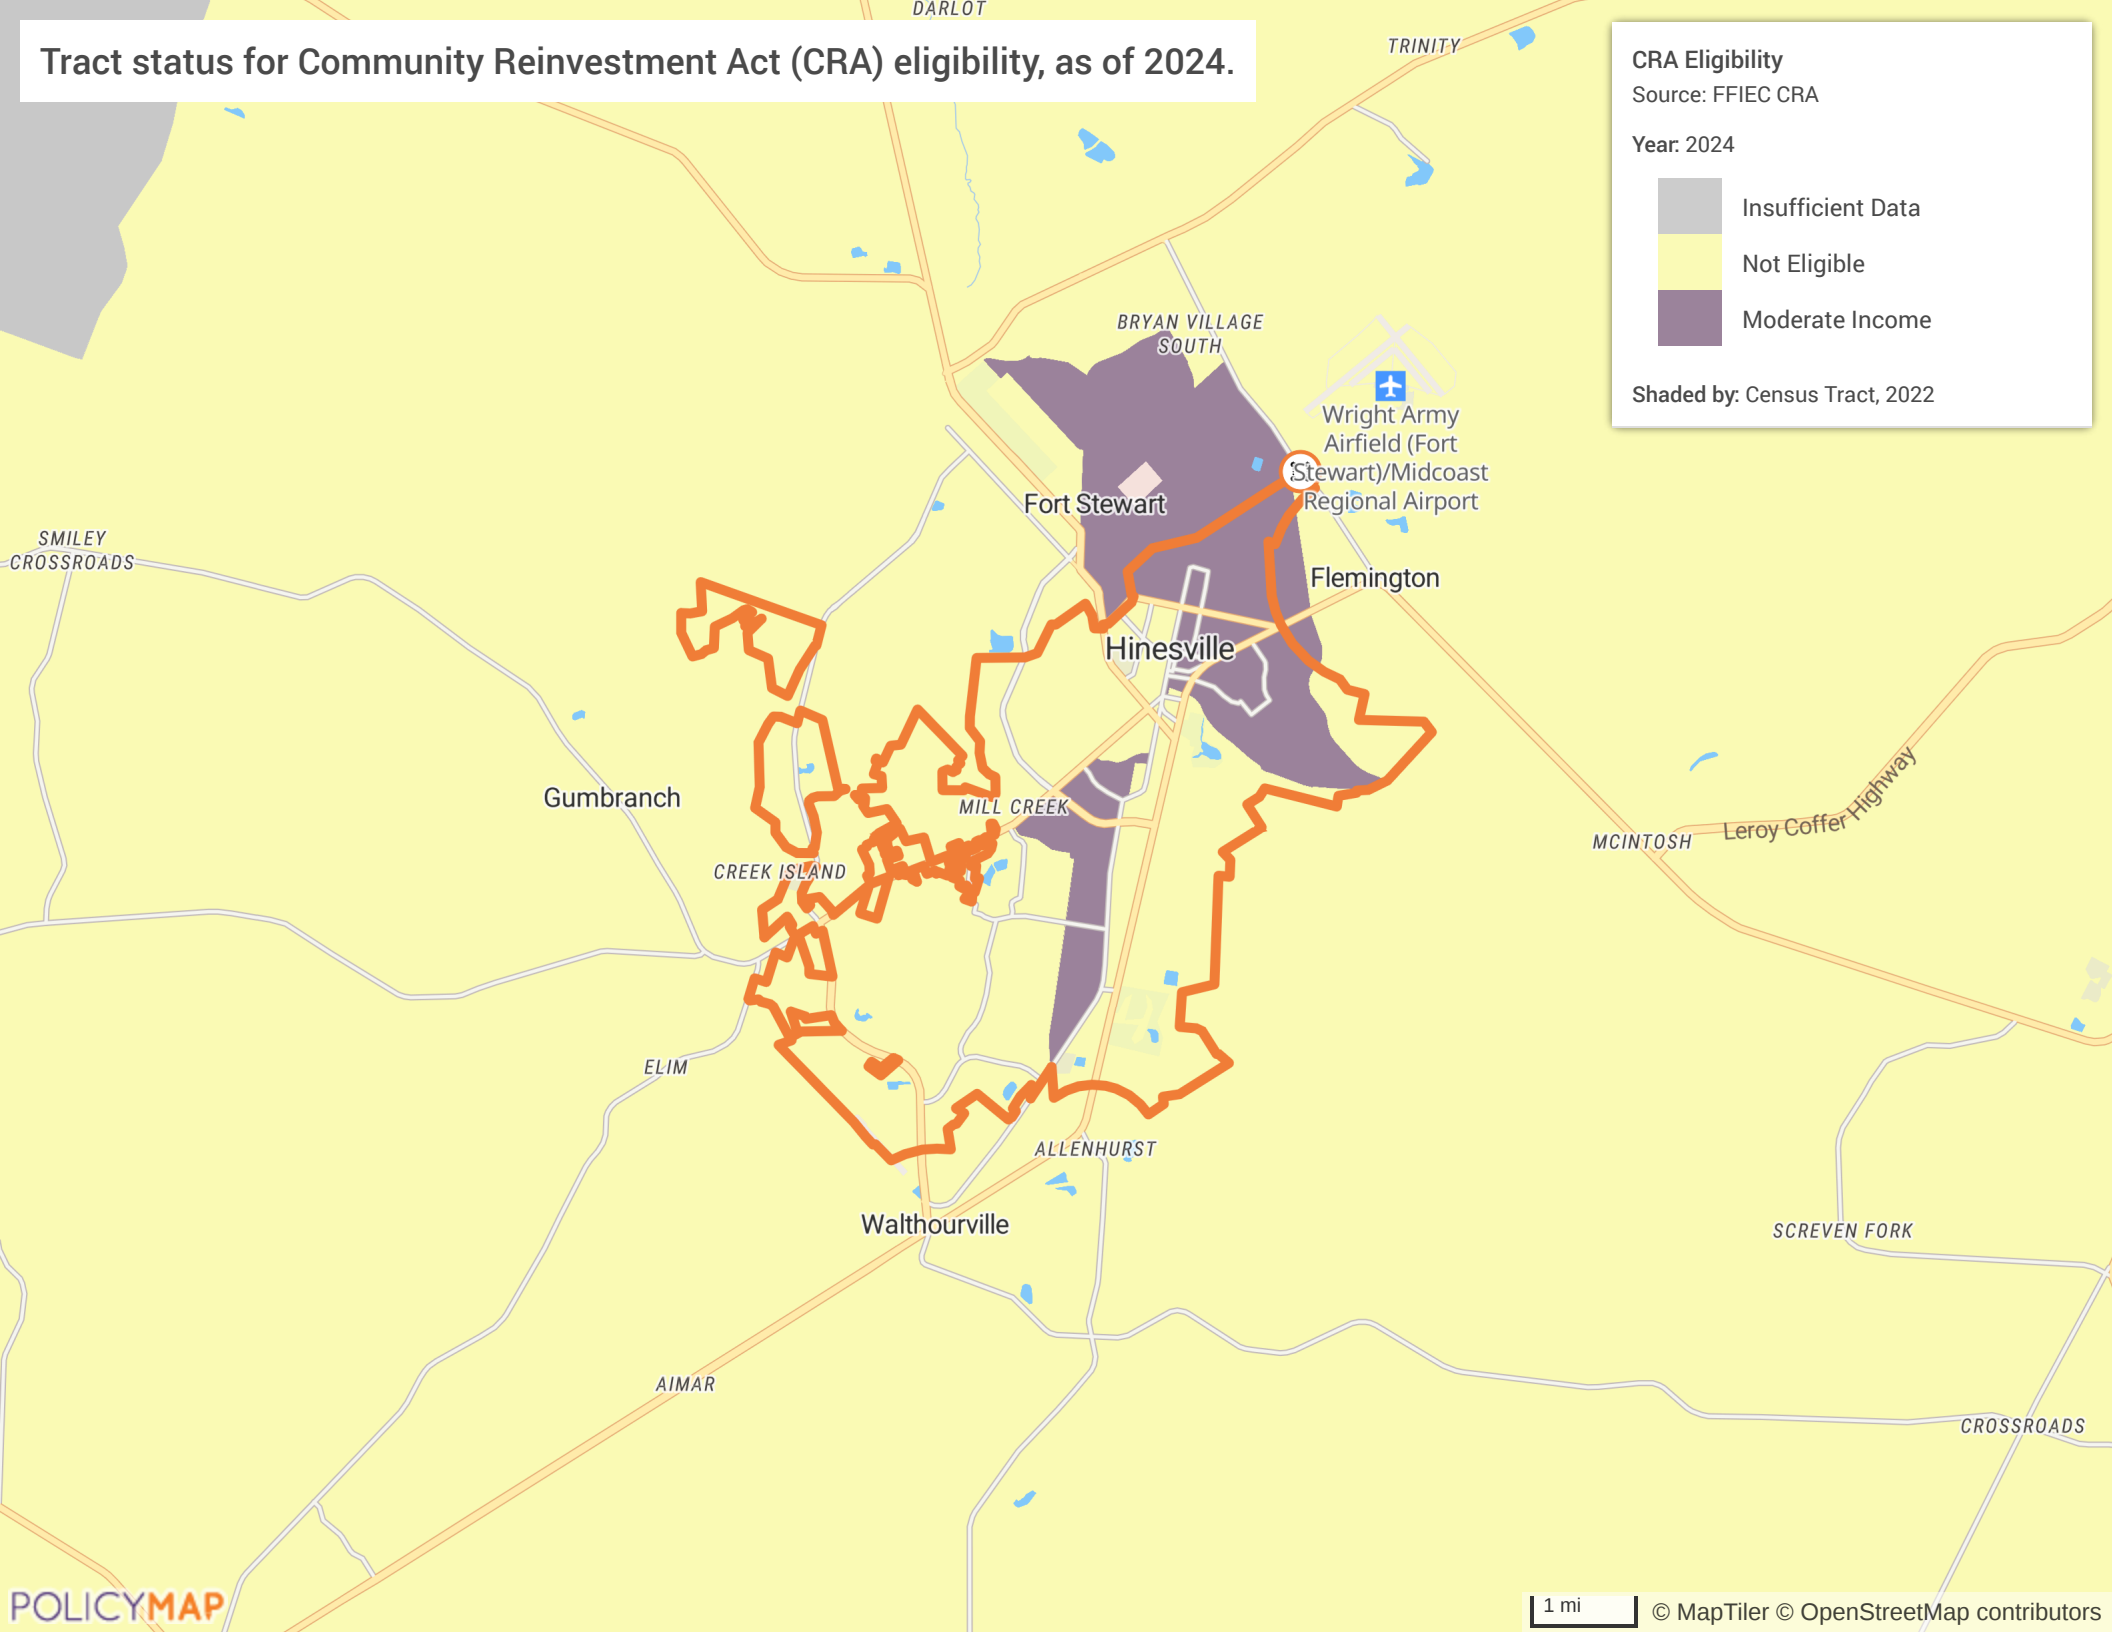 DARLOT
Tract status for Community Reinvestment Act (CRA) eligibility, as of 2024.
TRINITY
CRA Eligibility
Source: FFIEC CRA
Year: 2024
Insufficient Data
Not Eligible
Moderate Income
Shaded by: Census Tract, 2022
BRYAN VILLAGE
SOUTH
Wright Army
Airfield (Fort
Stewart)/Midcoast
Regional Airport
Fort Stewart
SMILEY
CROSSROADS
Flemington
Hinesville
Gumbranch
MILL CREEK
Leroy Coffer Highway
MCINTOSH
CREEK ISLAND
ELIM
ALLENHURST
Walthourville
SCREVEN FORK
AIMAR
CROSSROADS
POLICYMAP
1 mi
© MapTiler © OpenStreetMap contributors